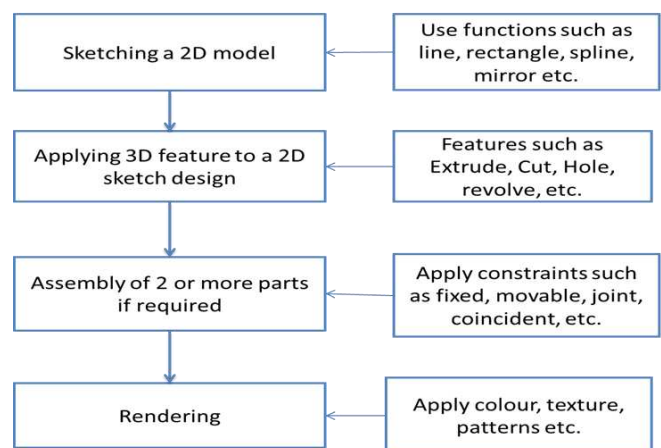 Sketching a 2D model
Use functions such as
line, rectangle, spline,
mirror etc.
Applying 3D feature to a 2D
sketch design
Features such as
Extrude, Cut, Hole,
revolve, etc.
Assembly of 2 or more parts
if required
Apply constraints such
as fixed, movable, joint,
coincident, etc.
Rendering
Apply colour, texture,
patterns etc.